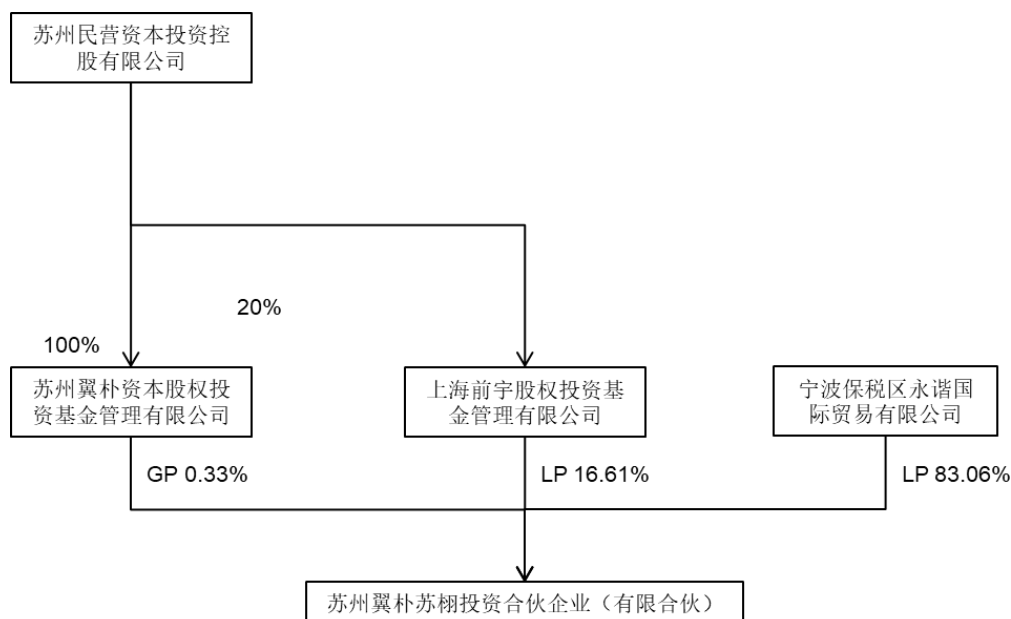 苏州民营资本投资控
股有限公司
20%
100%
苏州翼朴资本股权投
资基金管理有限公司
上海前宇股权投资基
金管理有限公司
宁波保税区永谐国
际贸易有限公司
GP 0.33%
LP 16.61%
LP 83.06%
苏州翼朴苏栩投资合伙企业（有限合伙）